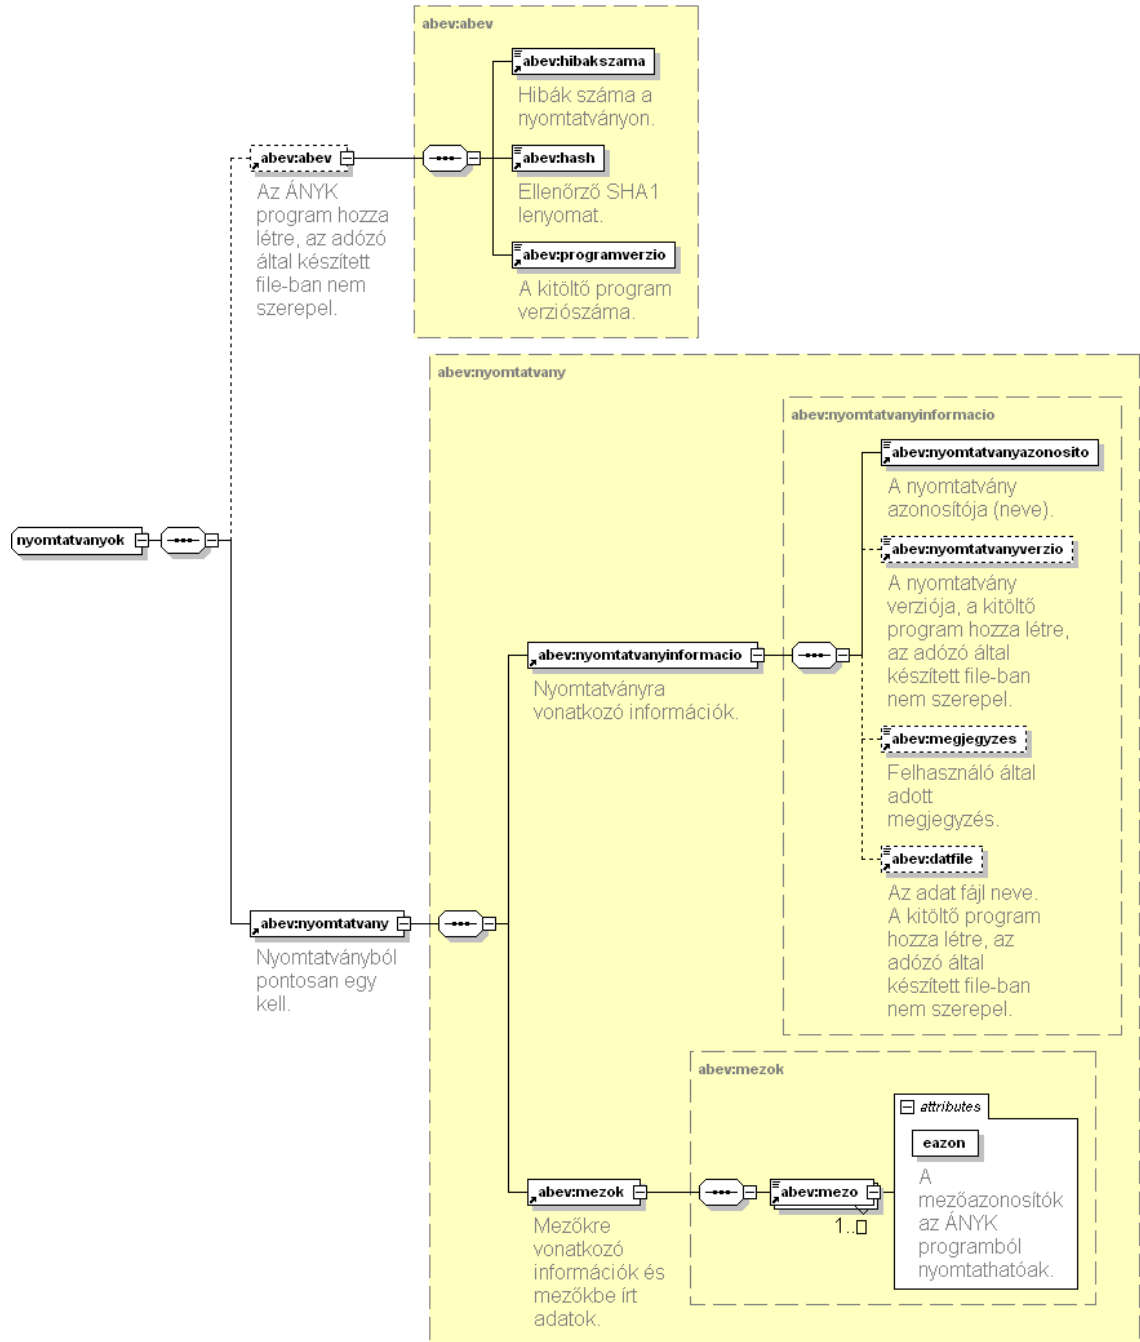 abev:abev
abev:hibakszama
Hibák száma a
nyomtatványon.
abev:abev
Az ÁNYK
program hozza
létre, az adózó
által készített
file-ban nem
szerepel.
abev:hash
Ellenőrző SHA1
lenyomat.
abev:programverzio
A kitöltő program
verziószáma.
abev:nyomtatvany
abev:nyomtatvanyinformacio
abev:nyomtatvanyazonosito
A nyomtatvány
azonosítója (neve).
nyomtatvanyok
abev:nyomtatvanyverzio
A nyomtatvány
verziója, a kitöltő
program hozza létre,
az adózó által
készített file-ban
nem szerepel.
abev:nyomtatvanyinformacio
Nyomtatványra
vonatkozó információk.
abev:megjegyzes
Felhasználó által
adott
megjegyzés.
abev:datfile
Az adat fájl neve.
A kitöltő program
hozza létre, az
adózó által
készített file-ban
nem szerepel.
abev:nyomtatvany
Nyomtatványból
pontosan egy
kell.
abev:mezok
attributes
eazon
A
mezőazonosítók
az ÁNYK
programból
nyomtathatóak.
abev:mezok
Mezőkre
vonatkozó
információk és
mezőkbe írt
adatok.
abev:mezo
1..